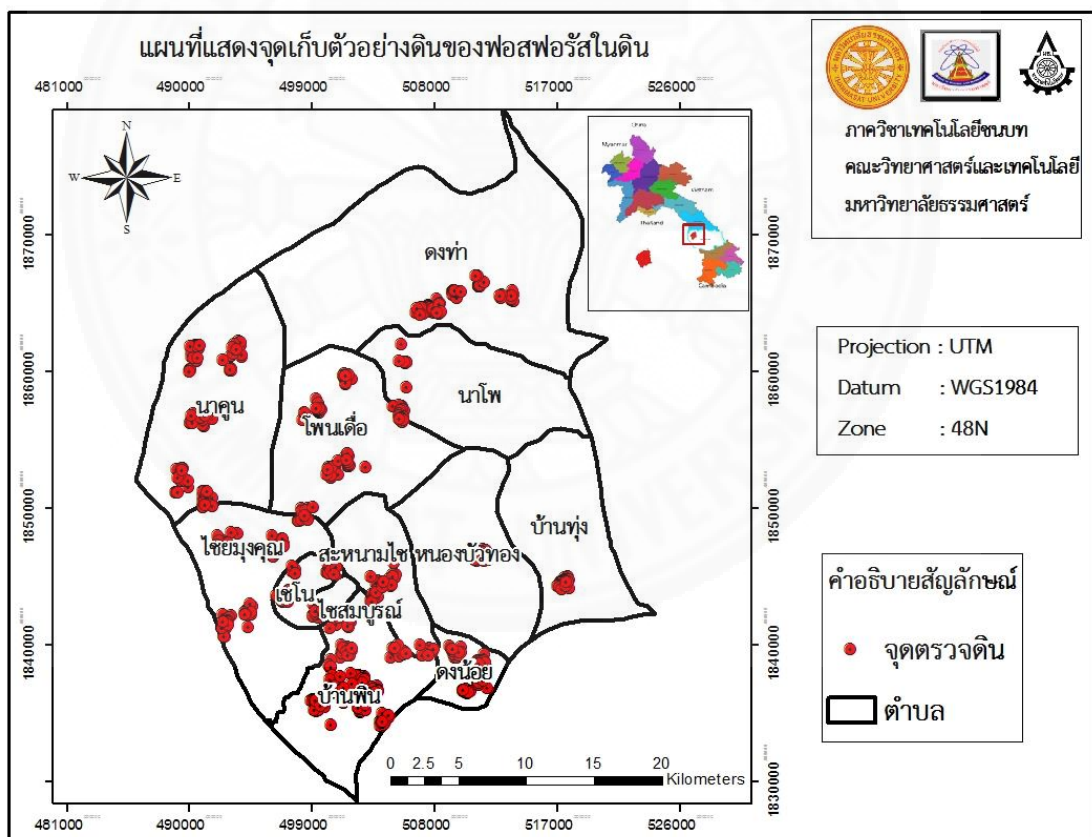 แผนที่แสดงจุดเก็บตัวอย่างดินของฟอสฟอรัสในดิน
481000 490000 499000 508000 517000 526000
N
W E
S
China
Myanmar
Thailand
Cambodia
ภาควิชาเทคโนโลยีชนบท
คณะวิทยาศาสตร์และเทคโนโลยี
มหาวิทยาลัยธรรมศาสตร์
THAMMASAT UNIVERSITY
1870000 1870000
ดงท่า
1860000 1860000
นาโพ
นาคูน
โพนเดื่อ
Projection : UTM
Datum : WGS1984
Zone : 48N
1850000 1850000
บ้านทุ่ง
ไชยมุงคุณ
สะหนามไช หนองบัวทอง
เชโน
ไชสมบูรณ์
1840000 1840000
ดงน้อย
บ้านพิน
คำอธิบายสัญลักษณ์
จุดตรวจดิน
ตำบล
0 2.5 5 10 15 20
Kilometers
1830000 1830000
481000 490000 499000 508000 517000 526000